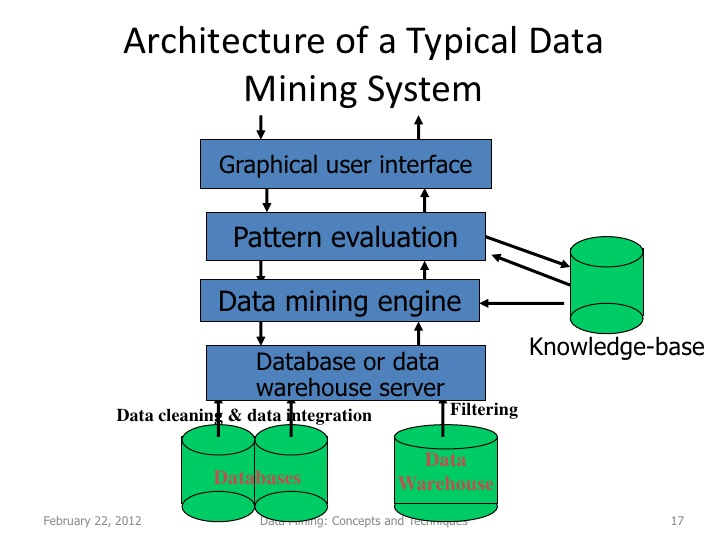 Architecture of a Typical Data
Mining System
Graphical user interface
Pattern evaluation
Data mining engine
Knowledge-base
Database or data
warehouse server
Data cleaning & data integration
Filtering
Databases
Data
Warehouse
February 22, 2012
Data Mining: Concepts and Techniques
17